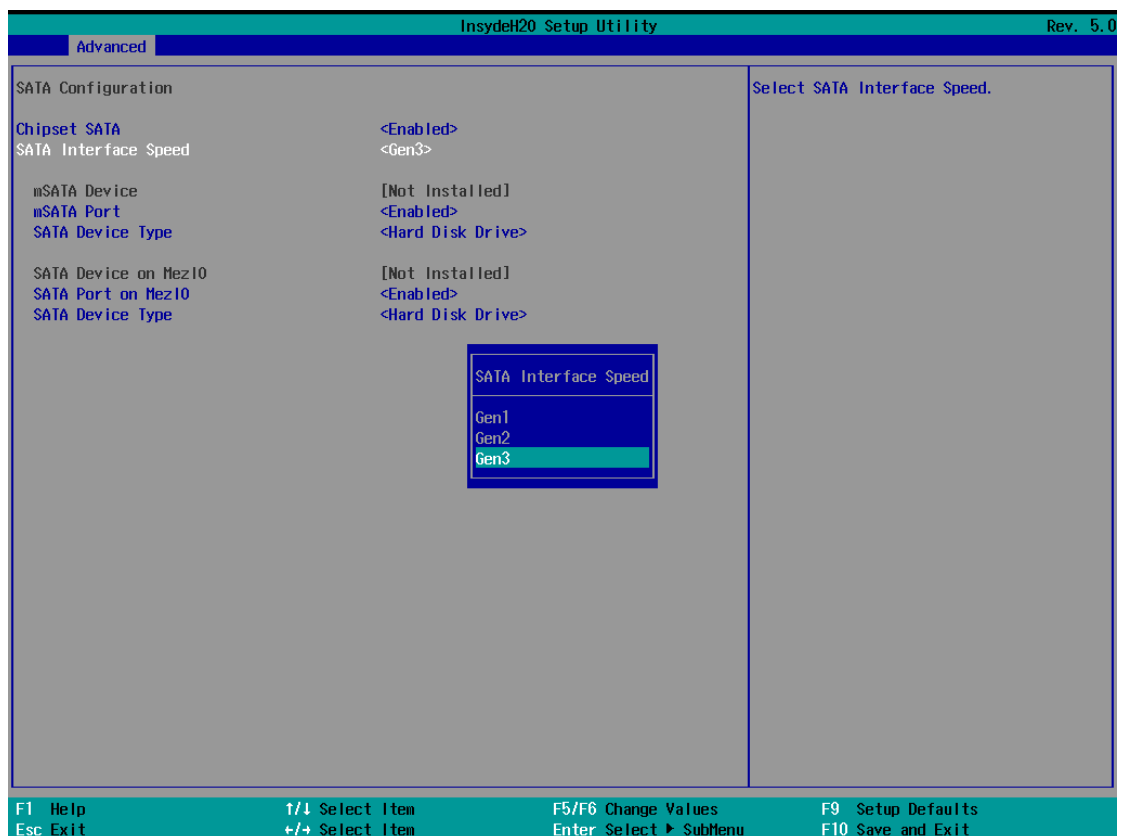 InsydeH20 Setup Utility Rev. 5.0
Advanced
SATA Configuration
Select SATA Interface Speed.
Chipset SATA <Enabled>
SATA Interface Speed <Gen3>
mSATA Device [Not Installed]
mSATA Port <Enabled>
SATA Device Type <Hard Disk Drive>
SATA Device on MezIO [Not Installed]
SATA Port on MezIO <Enabled>
SATA Device Type <Hard Disk Drive>
SATA Interface Speed
Gen1
Gen2
Gen3
F1 Help ↑/↓ Select Item F5/F6 Change Values F9 Setup Defaults
Esc Exit ←/→ Select Item Enter Select ▶ SubMenu F10 Save and Exit